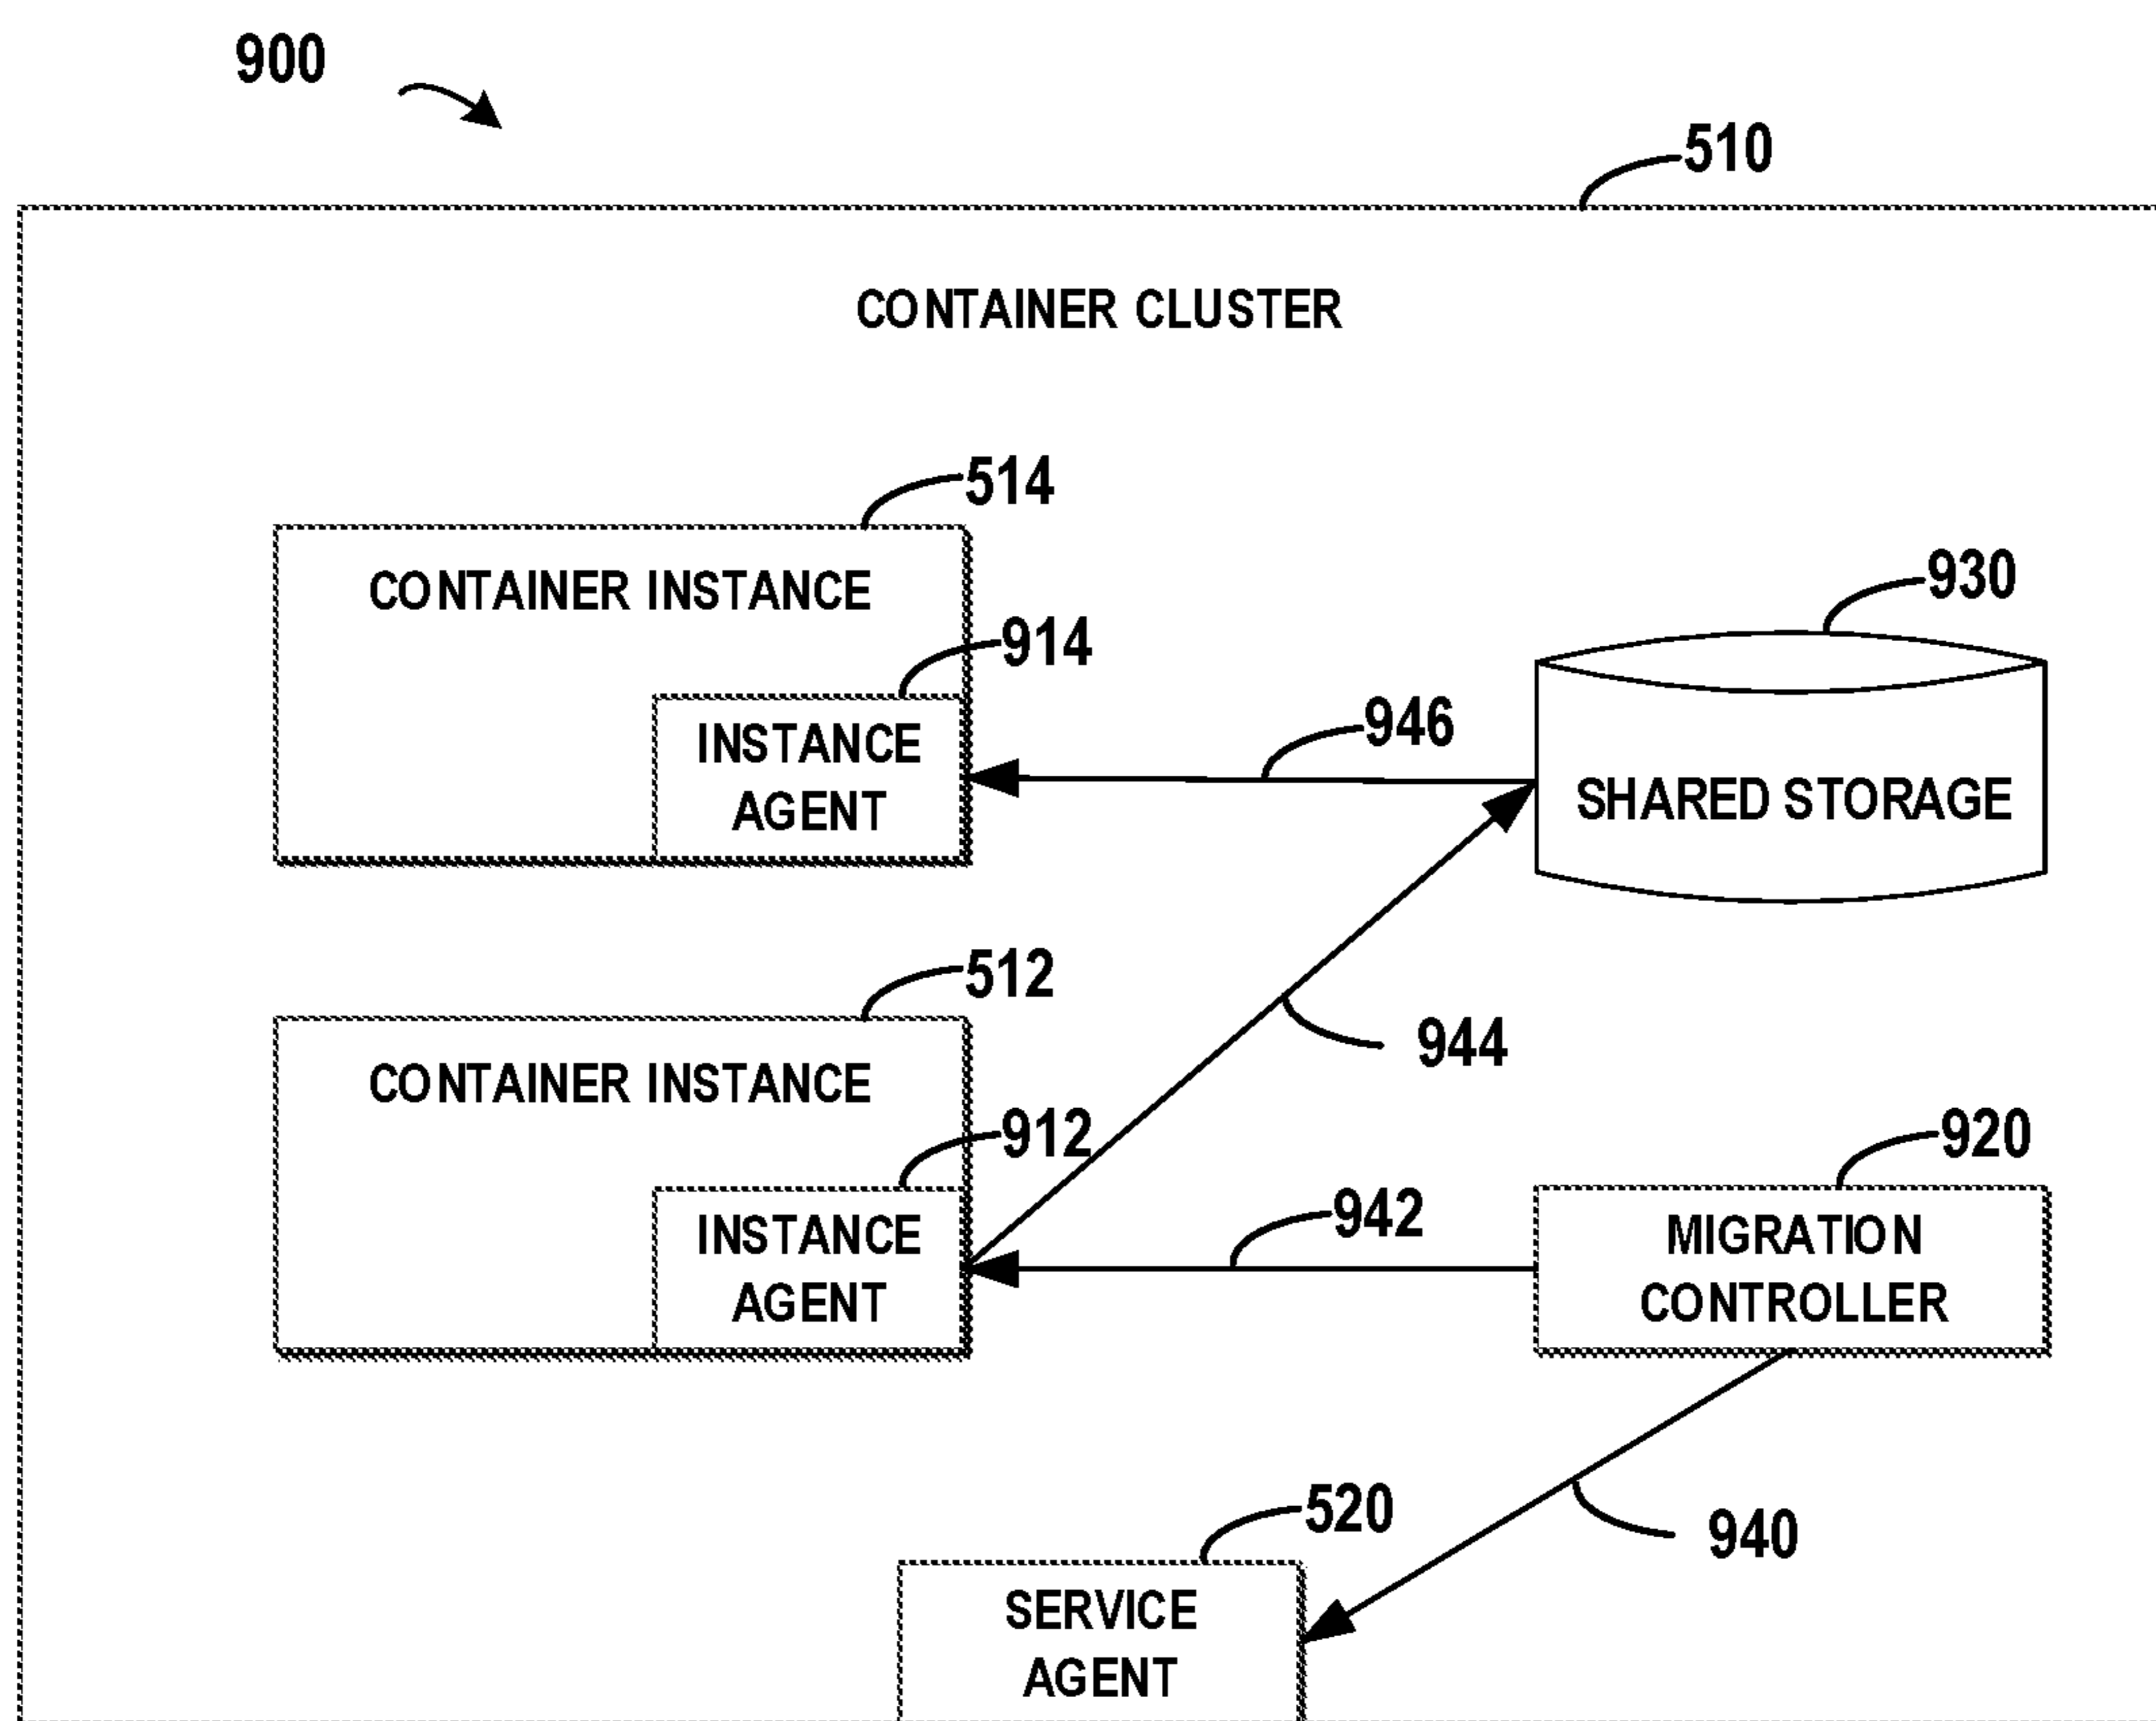 900
510
CONTAINER CLUSTER
514
CONTAINER INSTANCE
914
INSTANCE
AGENT
930
946
SHARED STORAGE
512
CONTAINER INSTANCE
912
INSTANCE
AGENT
944
942
920
MIGRATION
CONTROLLER
520
SERVICE
AGENT
940